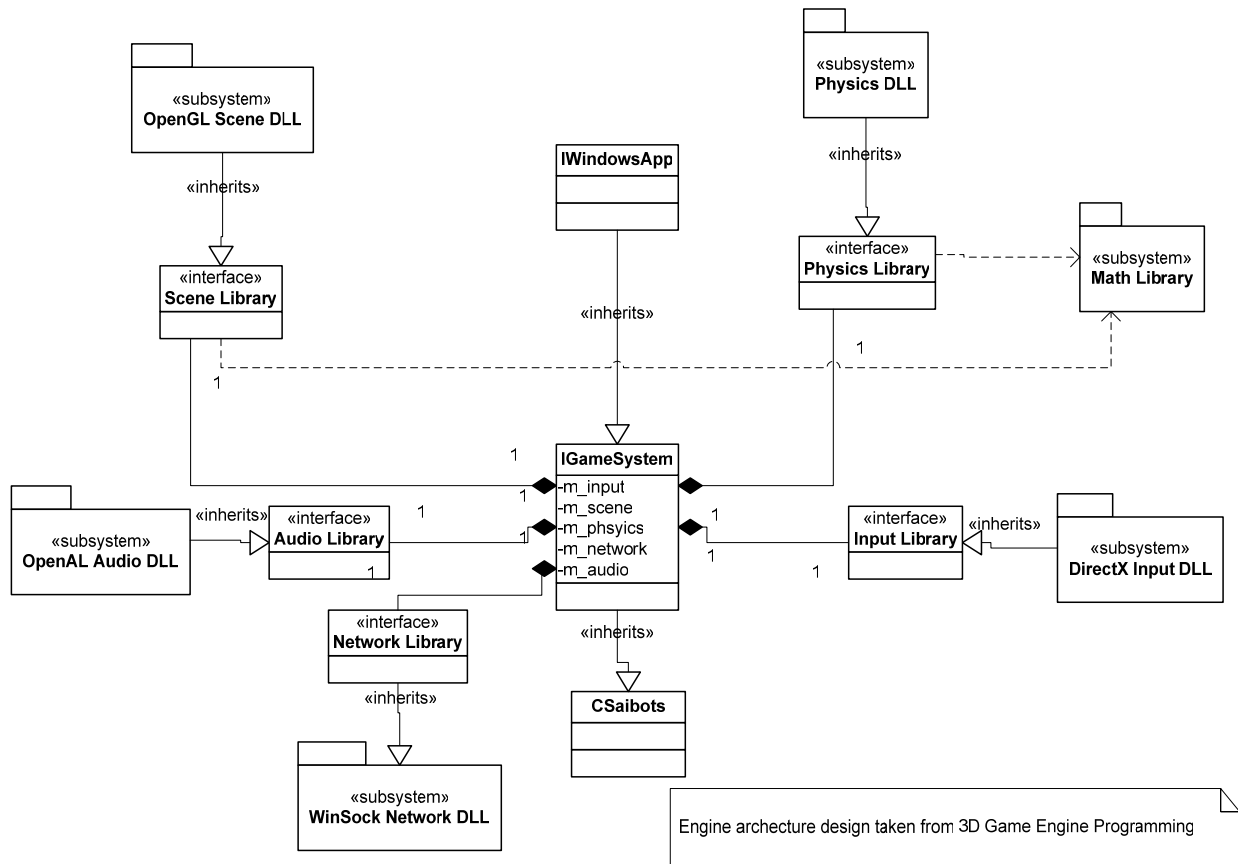 «subsystem»
OpenGL Scene DLL
«inherits»
«interface»
Scene Library
1
«subsystem»
Physics DLL
«inherits»
«interface»
Physics Library
1
«subsystem»
Math Library
IWindowsApp
«inherits»
1
1
1
1
IGameSystem
-m_input
-m_scene
-m_phsyics
-m_network
-m_audio
1
1
1
1
«subsystem»
OpenAL Audio DLL
«inherits»
«interface»
Audio Library
«interface»
Input Library
«inherits»
«subsystem»
DirectX Input DLL
«interface»
Network Library
«inherits»
«subsystem»
WinSock Network DLL
«inherits»
CSaibots
Engine archecture design taken from 3D Game Engine Programming